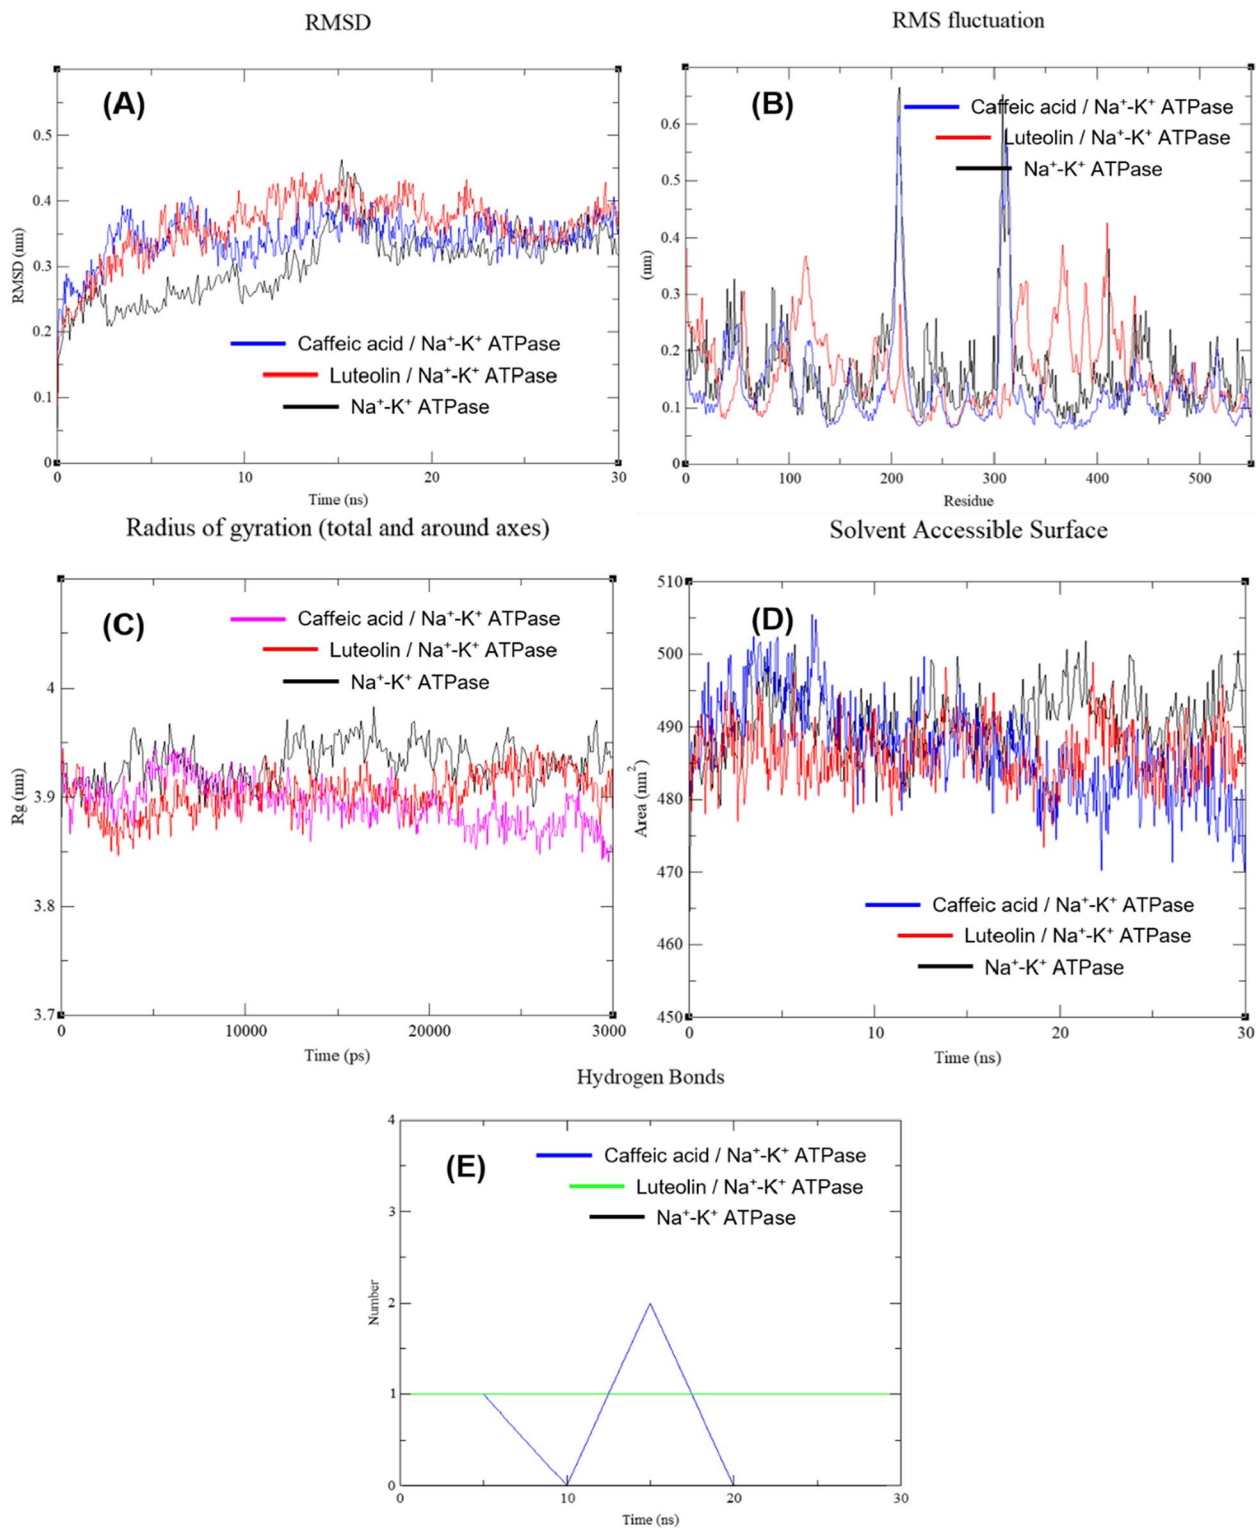 RMSD
(A)
0.5
0.4
0.3
0.2
0.1
0
RMSD (nm)
Caffeic acid / Na⁺-K⁺ ATPase
Luteolin / Na⁺-K⁺ ATPase
Na⁺-K⁺ ATPase
0 10 20 30
Time (ns)
RMS fluctuation
(B)
Caffeic acid / Na⁺-K⁺ ATPase
Luteolin / Na⁺-K⁺ ATPase
Na⁺-K⁺ ATPase
0.6
0.5
0.4
0.3
0.2
0.1
0
(nm)
0 100 200 300 400 500
Residue
Radius of gyration (total and around axes)
(C)
Caffeic acid / Na⁺-K⁺ ATPase
Luteolin / Na⁺-K⁺ ATPase
Na⁺-K⁺ ATPase
4
3.9
3.8
3.7
Rg (nm)
0 10000 20000 3000
Time (ps)
Solvent Accessible Surface
(D)
510
500
490
480
470
460
450
Area (nm²)
Caffeic acid / Na⁺-K⁺ ATPase
Luteolin / Na⁺-K⁺ ATPase
Na⁺-K⁺ ATPase
0 10 20 30
Time (ns)
Hydrogen Bonds
(E)
Caffeic acid / Na⁺-K⁺ ATPase
Luteolin / Na⁺-K⁺ ATPase
Na⁺-K⁺ ATPase
4
3
2
1
0
Number
0 10 20 30
Time (ns)